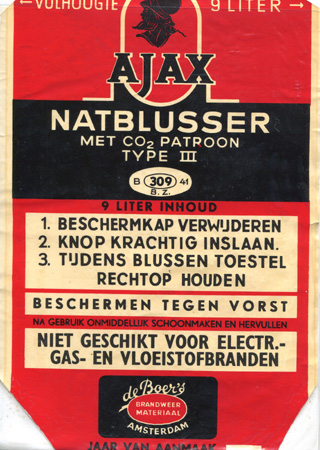 ← VULHOOGTE 9 LITER →
AJAX
NATBLUSSER
MET CO2 PATROON
TYPE III
B 309 41
B.Z.
9 LITER INHOUD
1. BESCHERMKAP VERWIJDEREN
2. KNOP KRACHTIG INSLAAN.
3. TIJDENS BLUSSEN TOESTEL
RECHTOP HOUDEN
BESCHERMEN TEGEN VORST
NA GEBRUIK ONMIDDELLIJK SCHOONMAKEN EN HERVULLEN
NIET GESCHIKT VOOR ELECTR.-
GAS- EN VLOEISTOFBRANDEN
de Boer's
BRANDWEER
MATERIAAL
AMSTERDAM
JAAR VAN AANMAAK